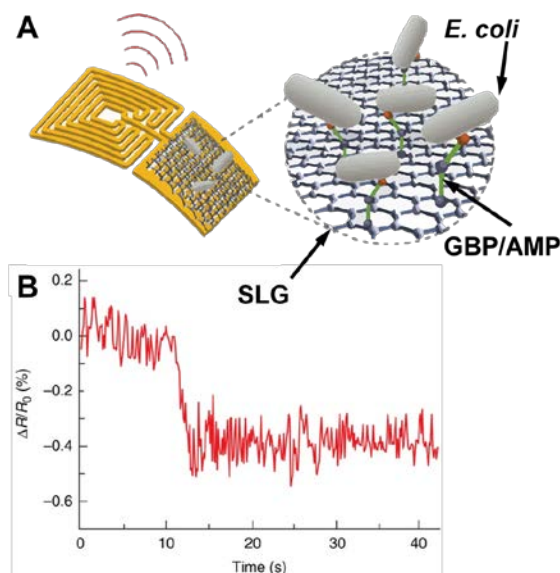 A
E. coli
GBP/AMP
SLG
B
0.2
0.0
–0.2
–0.4
–0.6
ΔR/R0 (%)
0
10
20
30
40
Time (s)